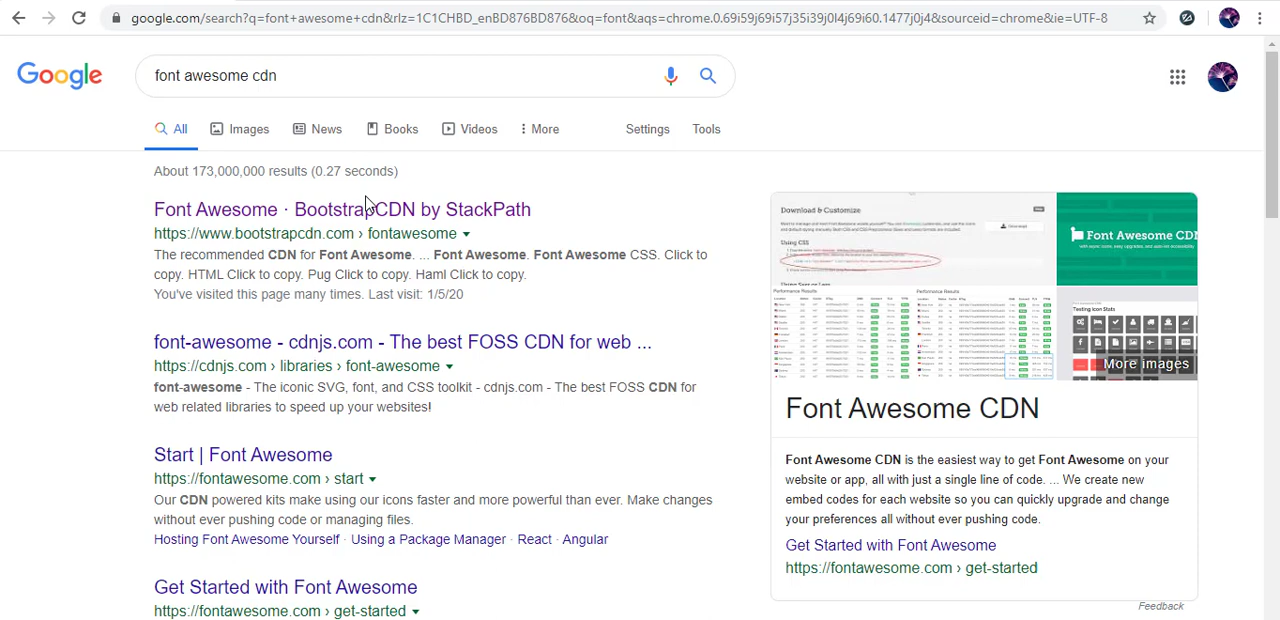 google.com/search?q=font+awesome+cdn&rlz=1C1CHBD_enBD876BD876&oq=font&aqs=chrome.0.69i59j69i57j35i39j0l4j69i60.1477j0j4&sourceid=chrome&ie=UTF-8
Google
font awesome cdn
All Images News Books Videos More Settings Tools
About 173,000,000 results (0.27 seconds)
Font Awesome · BootstrapCDN by StackPath
› fontawesome
The recommended CDN for Font Awesome. ... Font Awesome. Font Awesome CSS. Click to
copy. HTML Click to copy. Pug Click to copy. Haml Click to copy.
You've visited this page many times. Last visit: 1/5/20
font-awesome - cdnjs.com - The best FOSS CDN for web ...
› font-awesome
font-awesome - The iconic SVG, font, and CSS toolkit - cdnjs.com - The best FOSS CDN for
web related libraries to speed up your websites!
Start | Font Awesome
https://fontawesome.com › start
Our CDN powered kits make using our icons faster and more powerful than ever. Make changes
without ever pushing code or managing files.
Hosting Font Awesome Yourself · Using a Package Manager · React · Angular
Get Started with Font Awesome
https://fontawesome.com › get-started
Download & Customize
Using CSS
Font Awesome CDN
Performance Results Performance Results
Testing Icon Stats
More images
Font Awesome CDN
Font Awesome CDN is the easiest way to get Font Awesome on your
website or app, all with just a single line of code. ... We create new
embed codes for each website so you can quickly upgrade and change
your preferences all without ever pushing code.
Get Started with Font Awesome
https://fontawesome.com › get-started
Feedback